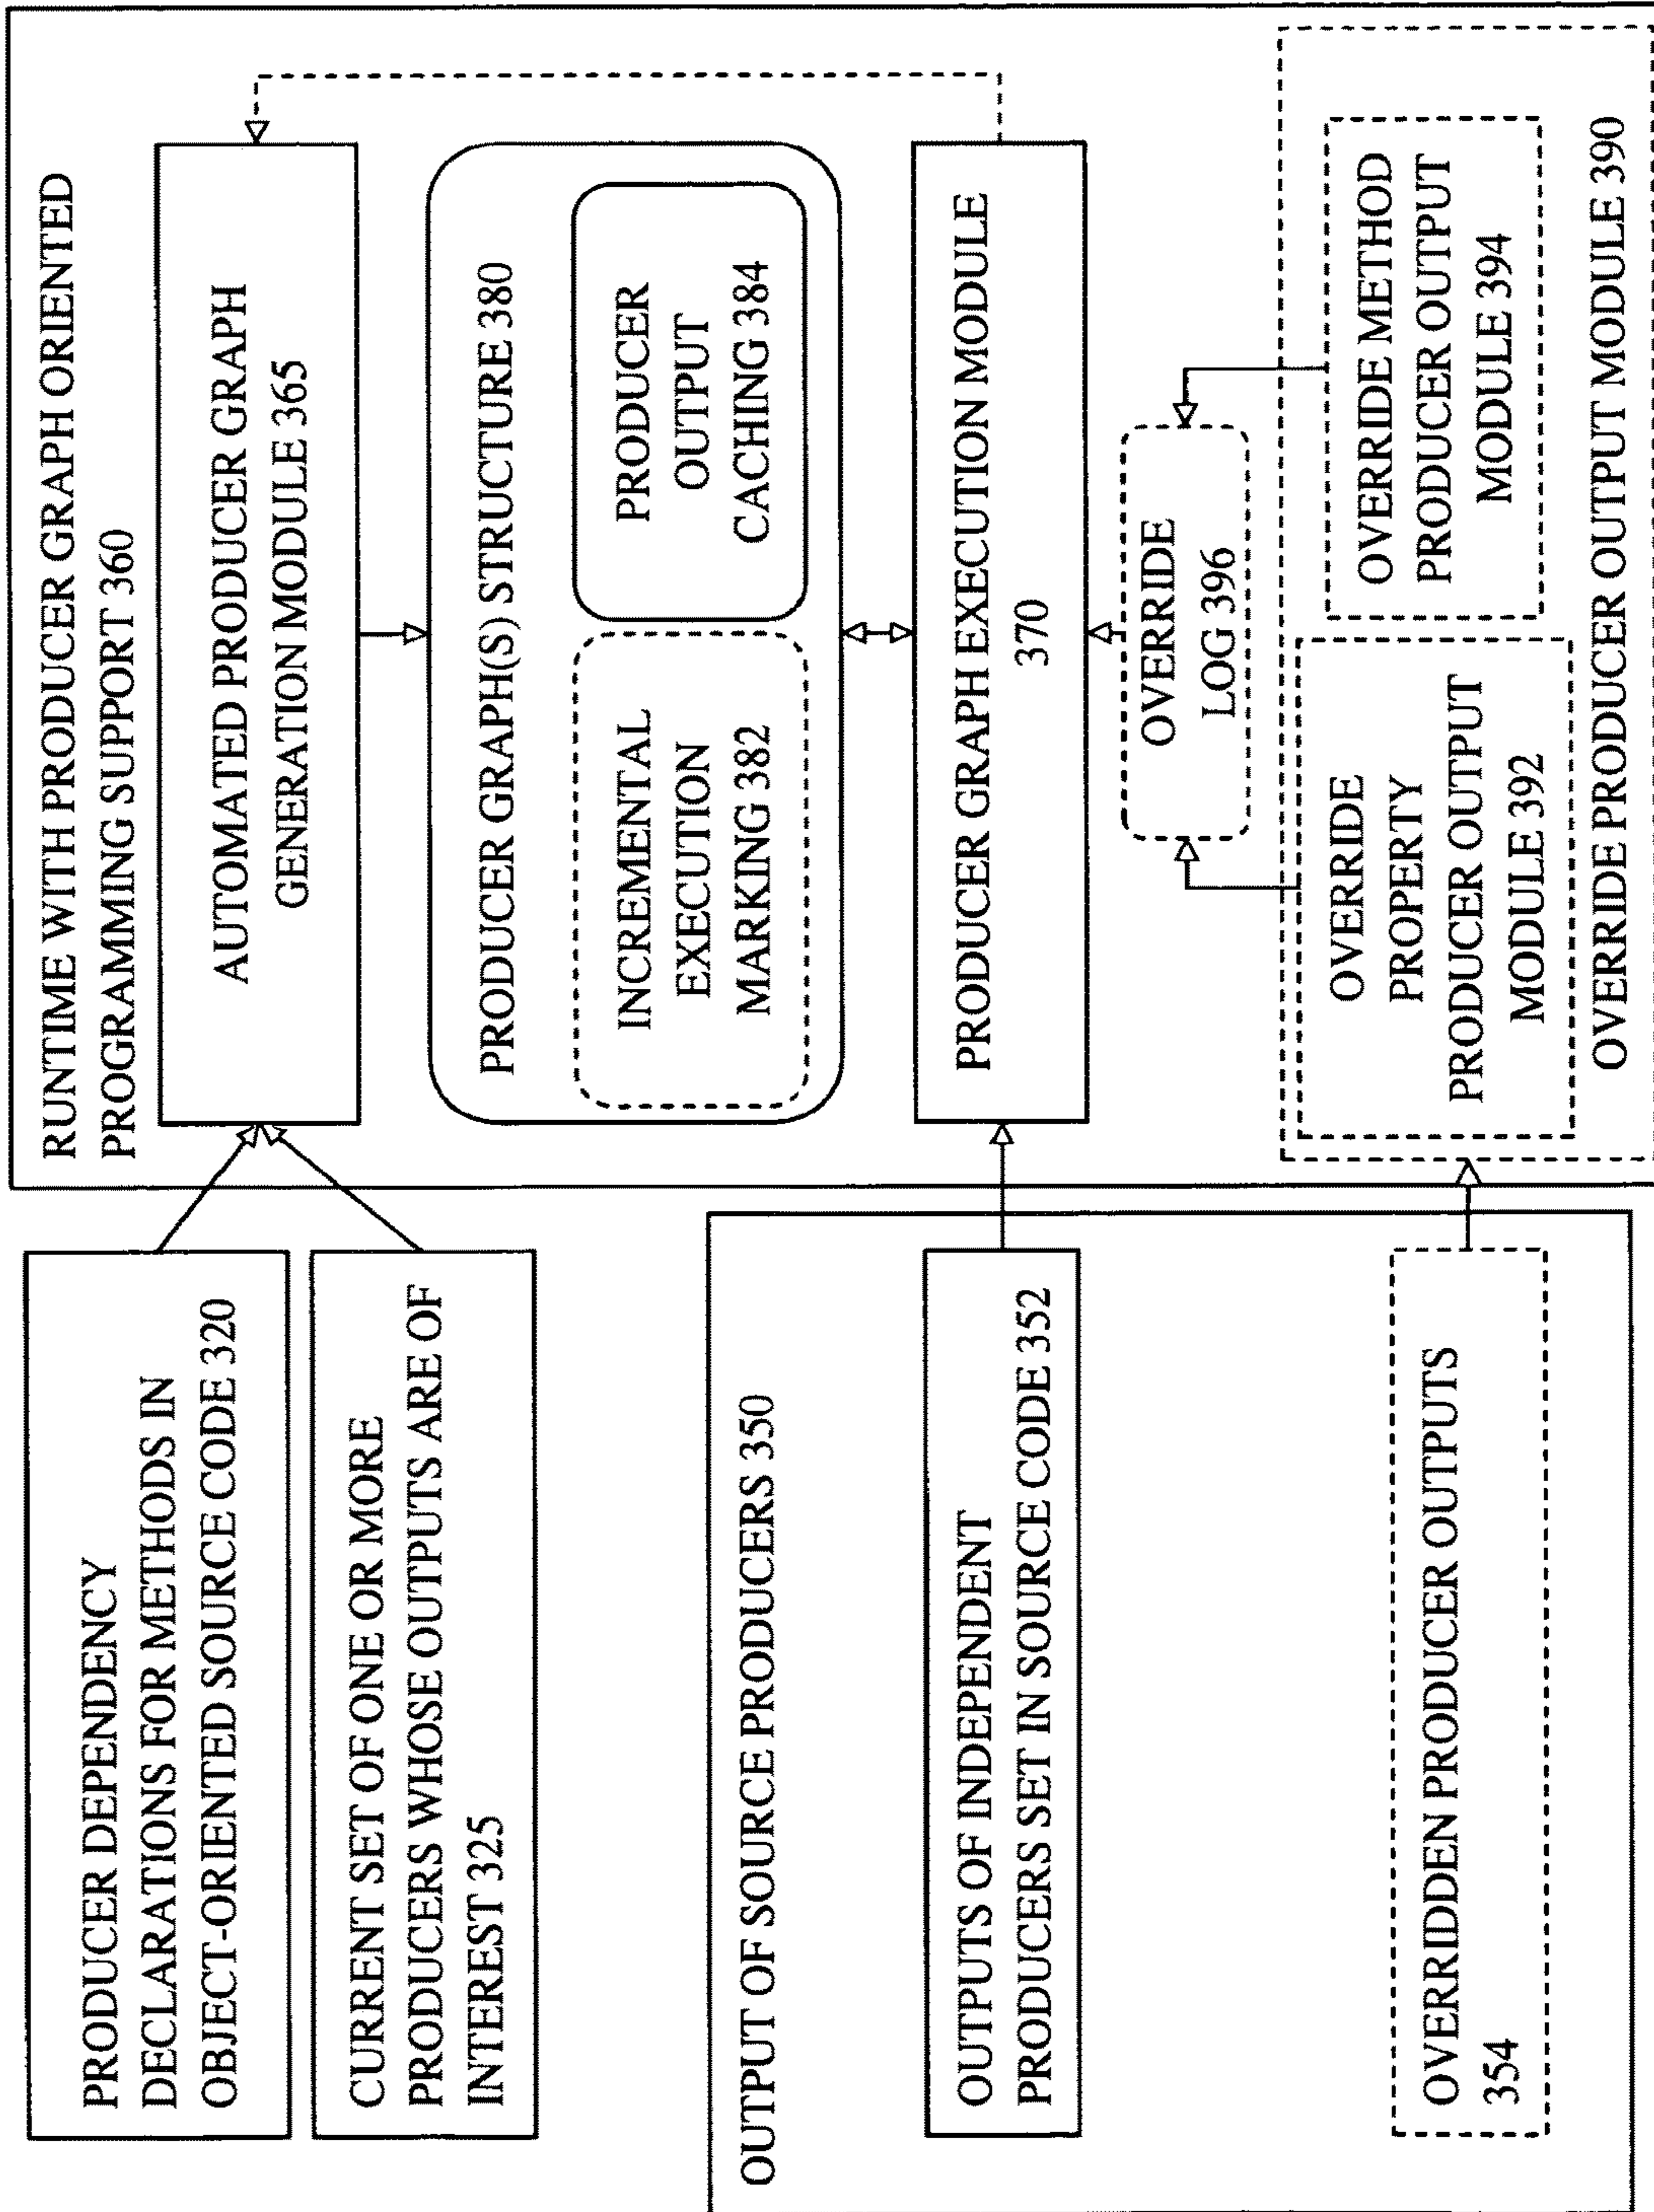 PRODUCER DEPENDENCY
DECLARATIONS FOR METHODS IN
OBJECT-ORIENTED SOURCE CODE 320
CURRENT SET OF ONE OR MORE
PRODUCERS WHOSE OUTPUTS ARE OF
INTEREST 325
OUTPUT OF SOURCE PRODUCERS 350
OUTPUTS OF INDEPENDENT
PRODUCERS SET IN SOURCE CODE 352
OVERRIDDEN PRODUCER OUTPUTS
354
RUNTIME WITH PRODUCER GRAPH ORIENTED
PROGRAMMING SUPPORT 360
AUTOMATED PRODUCER GRAPH
GENERATION MODULE 365
PRODUCER GRAPH(S) STRUCTURE 380
INCREMENTAL
EXECUTION
MARKING 382
PRODUCER
OUTPUT
CACHING 384
PRODUCER GRAPH EXECUTION MODULE
370
OVERRIDE
LOG 396
OVERRIDE
PROPERTY
PRODUCER OUTPUT
MODULE 392
OVERRIDE METHOD
PRODUCER OUTPUT
MODULE 394
OVERRIDE PRODUCER OUTPUT MODULE 390